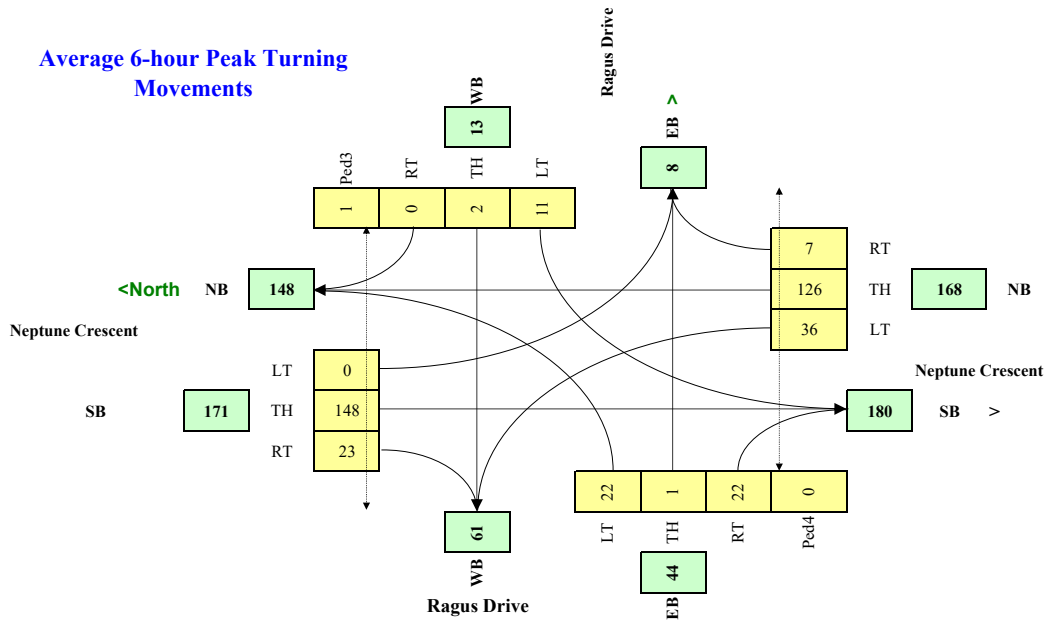 Average 6-hour Peak Turning
Movements
WB
13
Ragus Drive
^
EB
8
Ped3
RT
TH
LT
1
0
2
11
7
RT
<North
NB
148
126
TH
168
NB
36
LT
Neptune Crescent
LT
0
Neptune Crescent
SB
171
TH
148
180
SB
>
RT
23
22
1
22
0
LT
TH
RT
Ped4
61
WB
44
EB
Ragus Drive